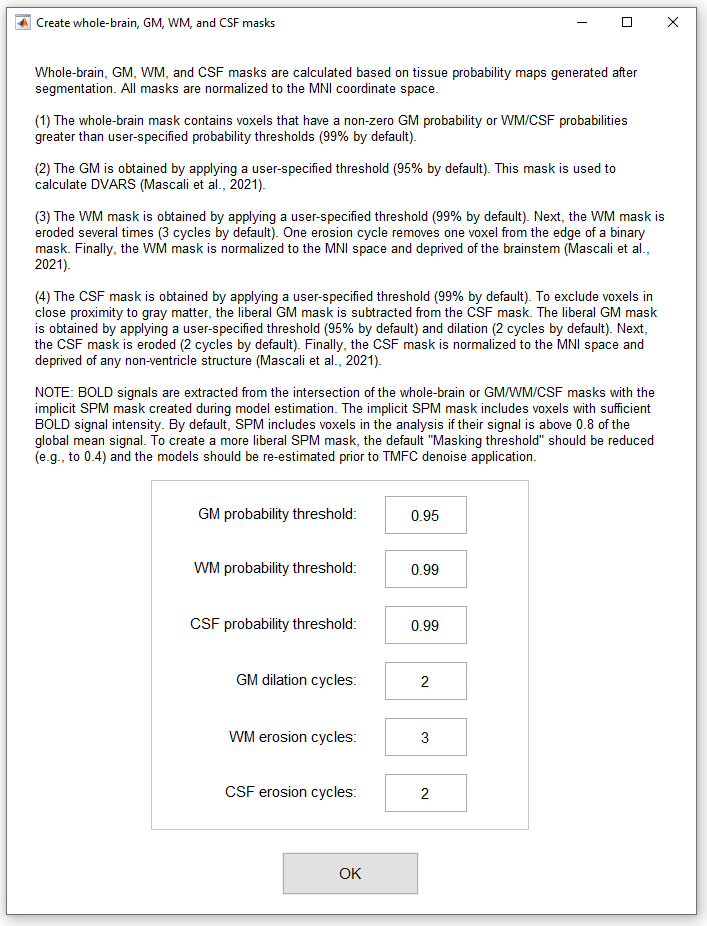 Create whole-brain, GM, WM, and CSF masks
Whole-brain, GM, WM, and CSF masks are calculated based on tissue probability maps generated after
segmentation. All masks are normalized to the MNI coordinate space.
(1) The whole-brain mask contains voxels that have a non-zero GM probability or WM/CSF probabilities
greater than user-specified probability thresholds (99% by default).
(2) The GM is obtained by applying a user-specified threshold (95% by default). This mask is used to
calculate DVARS (Mascali et al., 2021).
(3) The WM mask is obtained by applying a user-specified threshold (99% by default). Next, the WM mask is
eroded several times (3 cycles by default). One erosion cycle removes one voxel from the edge of a binary
mask. Finally, the WM mask is normalized to the MNI space and deprived of the brainstem (Mascali et al.,
2021).
(4) The CSF mask is obtained by applying a user-specified threshold (99% by default). To exclude voxels in
close proximity to gray matter, the liberal GM mask is subtracted from the CSF mask. The liberal GM mask
is obtained by applying a user-specified threshold (95% by default) and dilation (2 cycles by default). Next,
the CSF mask is eroded (2 cycles by default). Finally, the CSF mask is normalized to the MNI space and
deprived of any non-ventricle structure (Mascali et al., 2021).
NOTE: BOLD signals are extracted from the intersection of the whole-brain or GM/WM/CSF masks with the
implicit SPM mask created during model estimation. The implicit SPM mask includes voxels with sufficient
BOLD signal intensity. By default, SPM includes voxels in the analysis if their signal is above 0.8 of the
global mean signal. To create a more liberal SPM mask, the default "Masking threshold" should be reduced
(e.g., to 0.4) and the models should be re-estimated prior to TMFC denoise application.
GM probability threshold: 0.95
WM probability threshold: 0.99
CSF probability threshold: 0.99
GM dilation cycles: 2
WM erosion cycles: 3
CSF erosion cycles: 2
OK